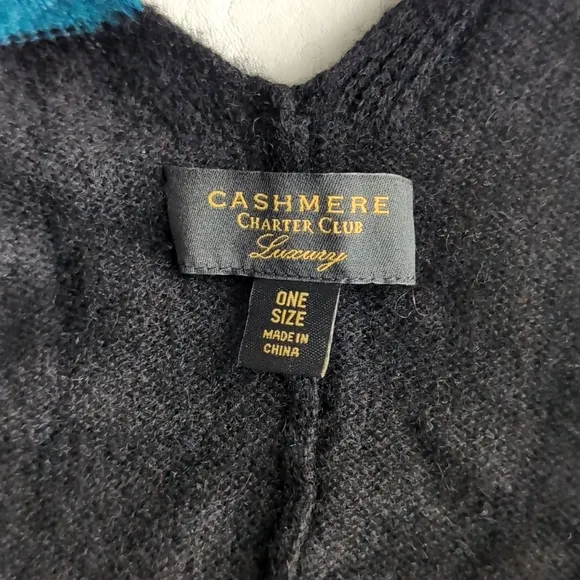 CASHMERE
CHARTER CLUB
Luxury
ONE
SIZE
MADE IN
CHINA